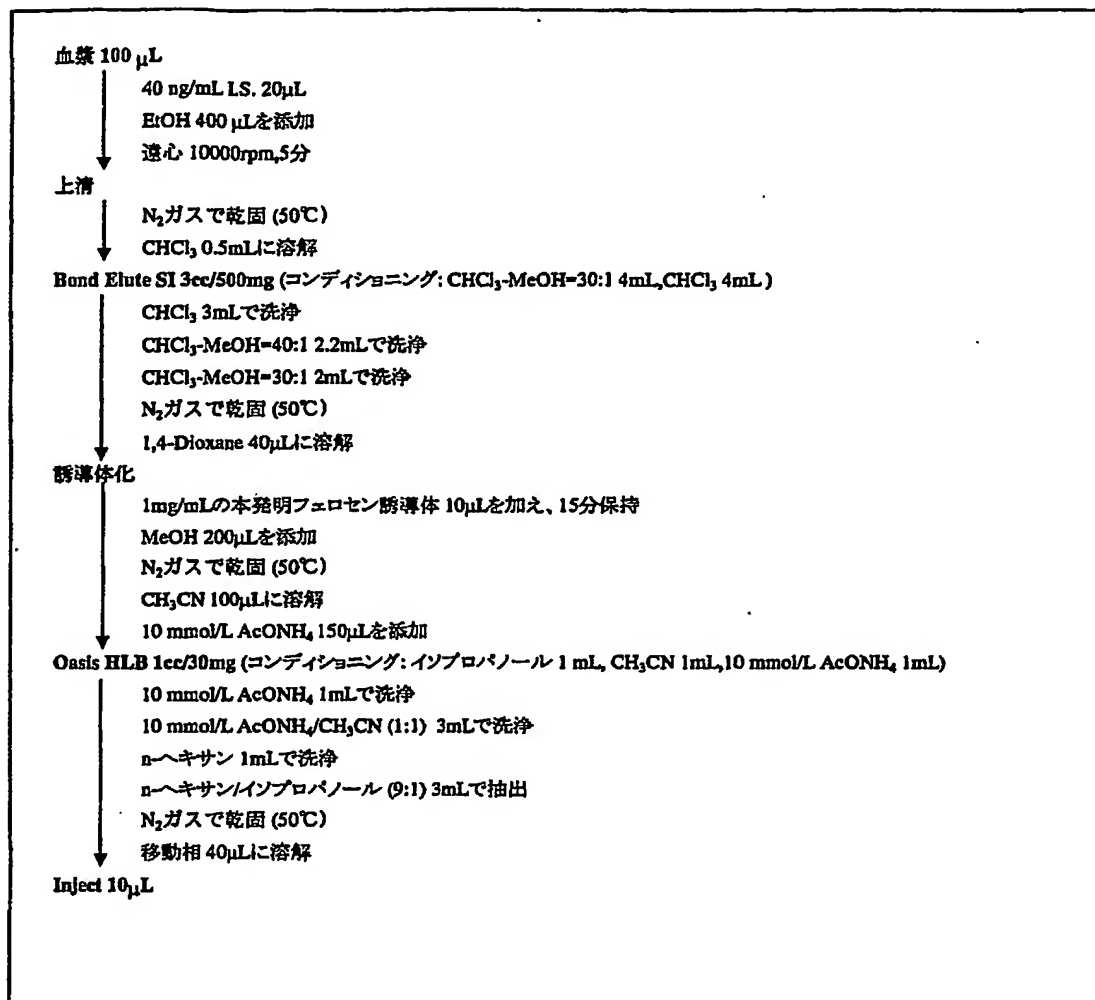 血漿 100 μL
40 ng/mL I.S. 20μL
EtOH 400 μLを添加
遠心 10000rpm,5分
上清
N₂ガスで乾固 (50℃)
CHCl₃ 0.5mLに溶解
Bond Elute SI 3cc/500mg (コンディショニング: CHCl₃-MeOH=30:1 4mL,CHCl₃ 4mL )
CHCl₃ 3mLで洗浄
CHCl₃-MeOH=40:1 2.2mLで洗浄
CHCl₃-MeOH=30:1 2mLで洗浄
N₂ガスで乾固 (50℃)
1,4-Dioxane 40μLに溶解
誘導体化
1mg/mLの本発明フェロセン誘導体 10μLを加え、15分保持
MeOH 200μLを添加
N₂ガスで乾固 (50℃)
CH₃CN 100μLに溶解
10 mmol/L AcONH₄ 150μLを添加
Oasis HLB 1cc/30mg (コンディショニング: イソプロパノール 1 mL, CH₃CN 1mL,10 mmol/L AcONH₄ 1mL)
10 mmol/L AcONH₄ 1mLで洗浄
10 mmol/L AcONH₄/CH₃CN (1:1) 3mLで洗浄
n-ヘキサン 1mLで洗浄
n-ヘキサン/イソプロパノール (9:1) 3mLで抽出
N₂ガスで乾固 (50℃)
移動相 40μLに溶解
Inject 10μL